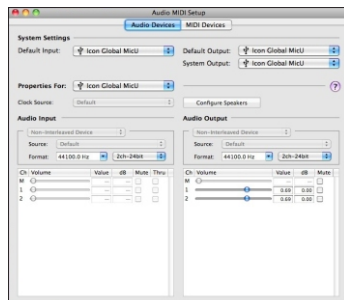 Audio MIDI Setup
Audio Devices MIDI Devices
System Settings
Default Input: Icon Global MicU
Default Output: Icon Global MicU
System Output: Icon Global MicU
Properties For: Icon Global MicU
?
Clock Source: Default
Configure Speakers
Audio Input
Audio Output
Non-Interleaved Device
Non-Interleaved Device
Source: Default
Source: Default
Format: 44100.0 Hz 2ch-24bit
Format: 44100.0 Hz 2ch-24bit
Ch Volume Value dB Mute Thru
Ch Volume Value dB Mute
M -- --
M -- --
1 -- --
1 0.69 0.00
2 -- --
2 0.69 0.00